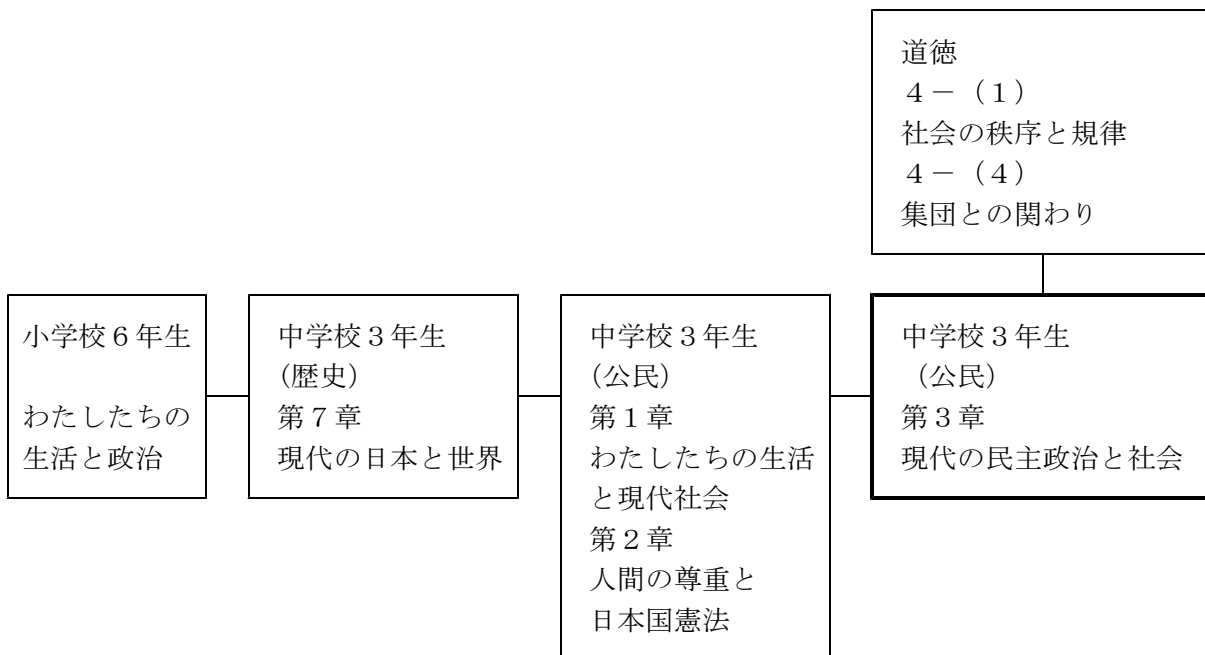 道徳
４－（１）
社会の秩序と規律
４－（４）
集団との関わり
小学校６年生
わたしたちの
生活と政治
中学校３年生
（歴史）
第７章
現代の日本と世界
中学校３年生
（公民）
第１章
わたしたちの生活
と現代社会
第２章
人間の尊重と
日本国憲法
中学校３年生
（公民）
第３章
現代の民主政治と社会